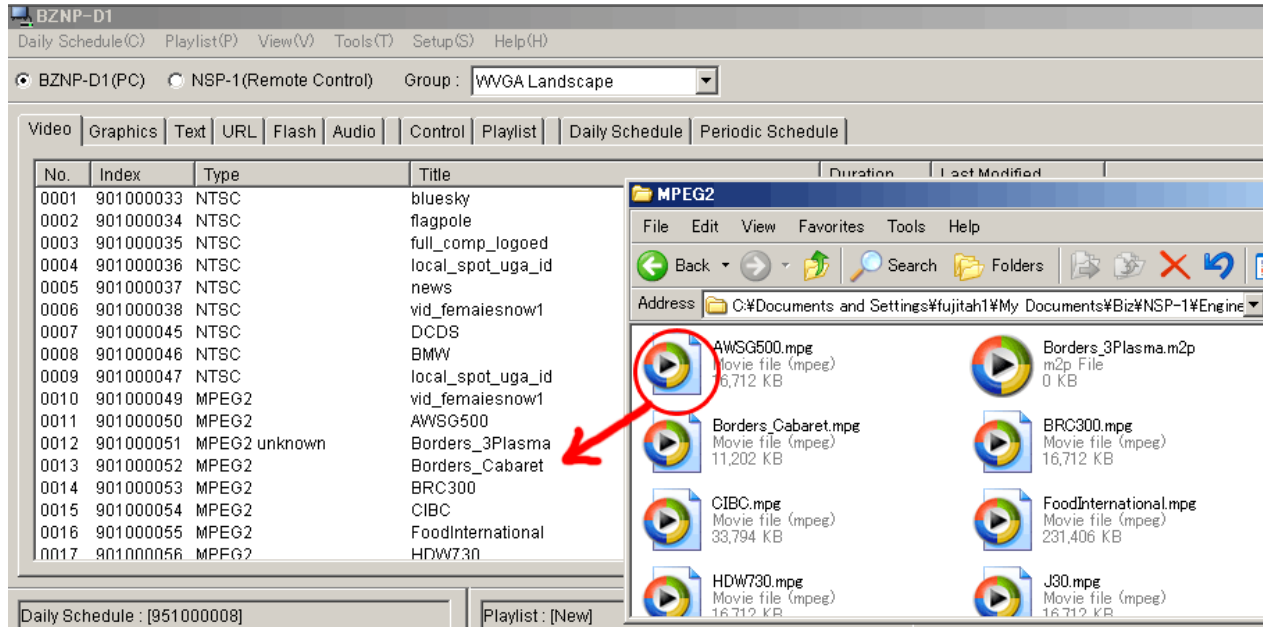 BZNP-D1
Daily Schedule(C) Playlist(P) View(V) Tools(T) Setup(S) Help(H)
BZNP-D1(PC) NSP-1(Remote Control) Group : WVGA Landscape
Video Graphics Text URL Flash Audio Control Playlist Daily Schedule Periodic Schedule
No. Index Type Title Duration Last Modified
0001 901000033 NTSC bluesky
0002 901000034 NTSC flagpole
0003 901000035 NTSC full_comp_logoed
0004 901000036 NTSC local_spot_uga_id
0005 901000037 NTSC news
0006 901000038 NTSC vid_femaiesnow1
0007 901000045 NTSC DCDS
0008 901000046 NTSC BMW
0009 901000047 NTSC local_spot_uga_id
0010 901000049 MPEG2 vid_femaiesnow1
0011 901000050 MPEG2 AWSG500
0012 901000051 MPEG2 unknown Borders_3Plasma
0013 901000052 MPEG2 Borders_Cabaret
0014 901000053 MPEG2 BRC300
0015 901000054 MPEG2 CIBC
0016 901000055 MPEG2 FoodInternational
0017 901000056 MPEG2 HDW730
Daily Schedule : [951000008] Playlist : [New]
MPEG2
File Edit View Favorites Tools Help
Back Search Folders
Address C:¥Documents and Settings¥fujitah1¥My Documents¥Biz¥NSP-1¥Engine
AWSG500.mpg
Movie file (mpeg)
16,712 KB
Borders_3Plasma.m2p
m2p File
0 KB
Borders_Cabaret.mpg
Movie file (mpeg)
11,202 KB
BRC300.mpg
Movie file (mpeg)
16,712 KB
CIBC.mpg
Movie file (mpeg)
33,794 KB
FoodInternational.mpg
Movie file (mpeg)
231,406 KB
HDW730.mpg
Movie file (mpeg)
16,712 KB
J30.mpg
Movie file (mpeg)
16,712 KB